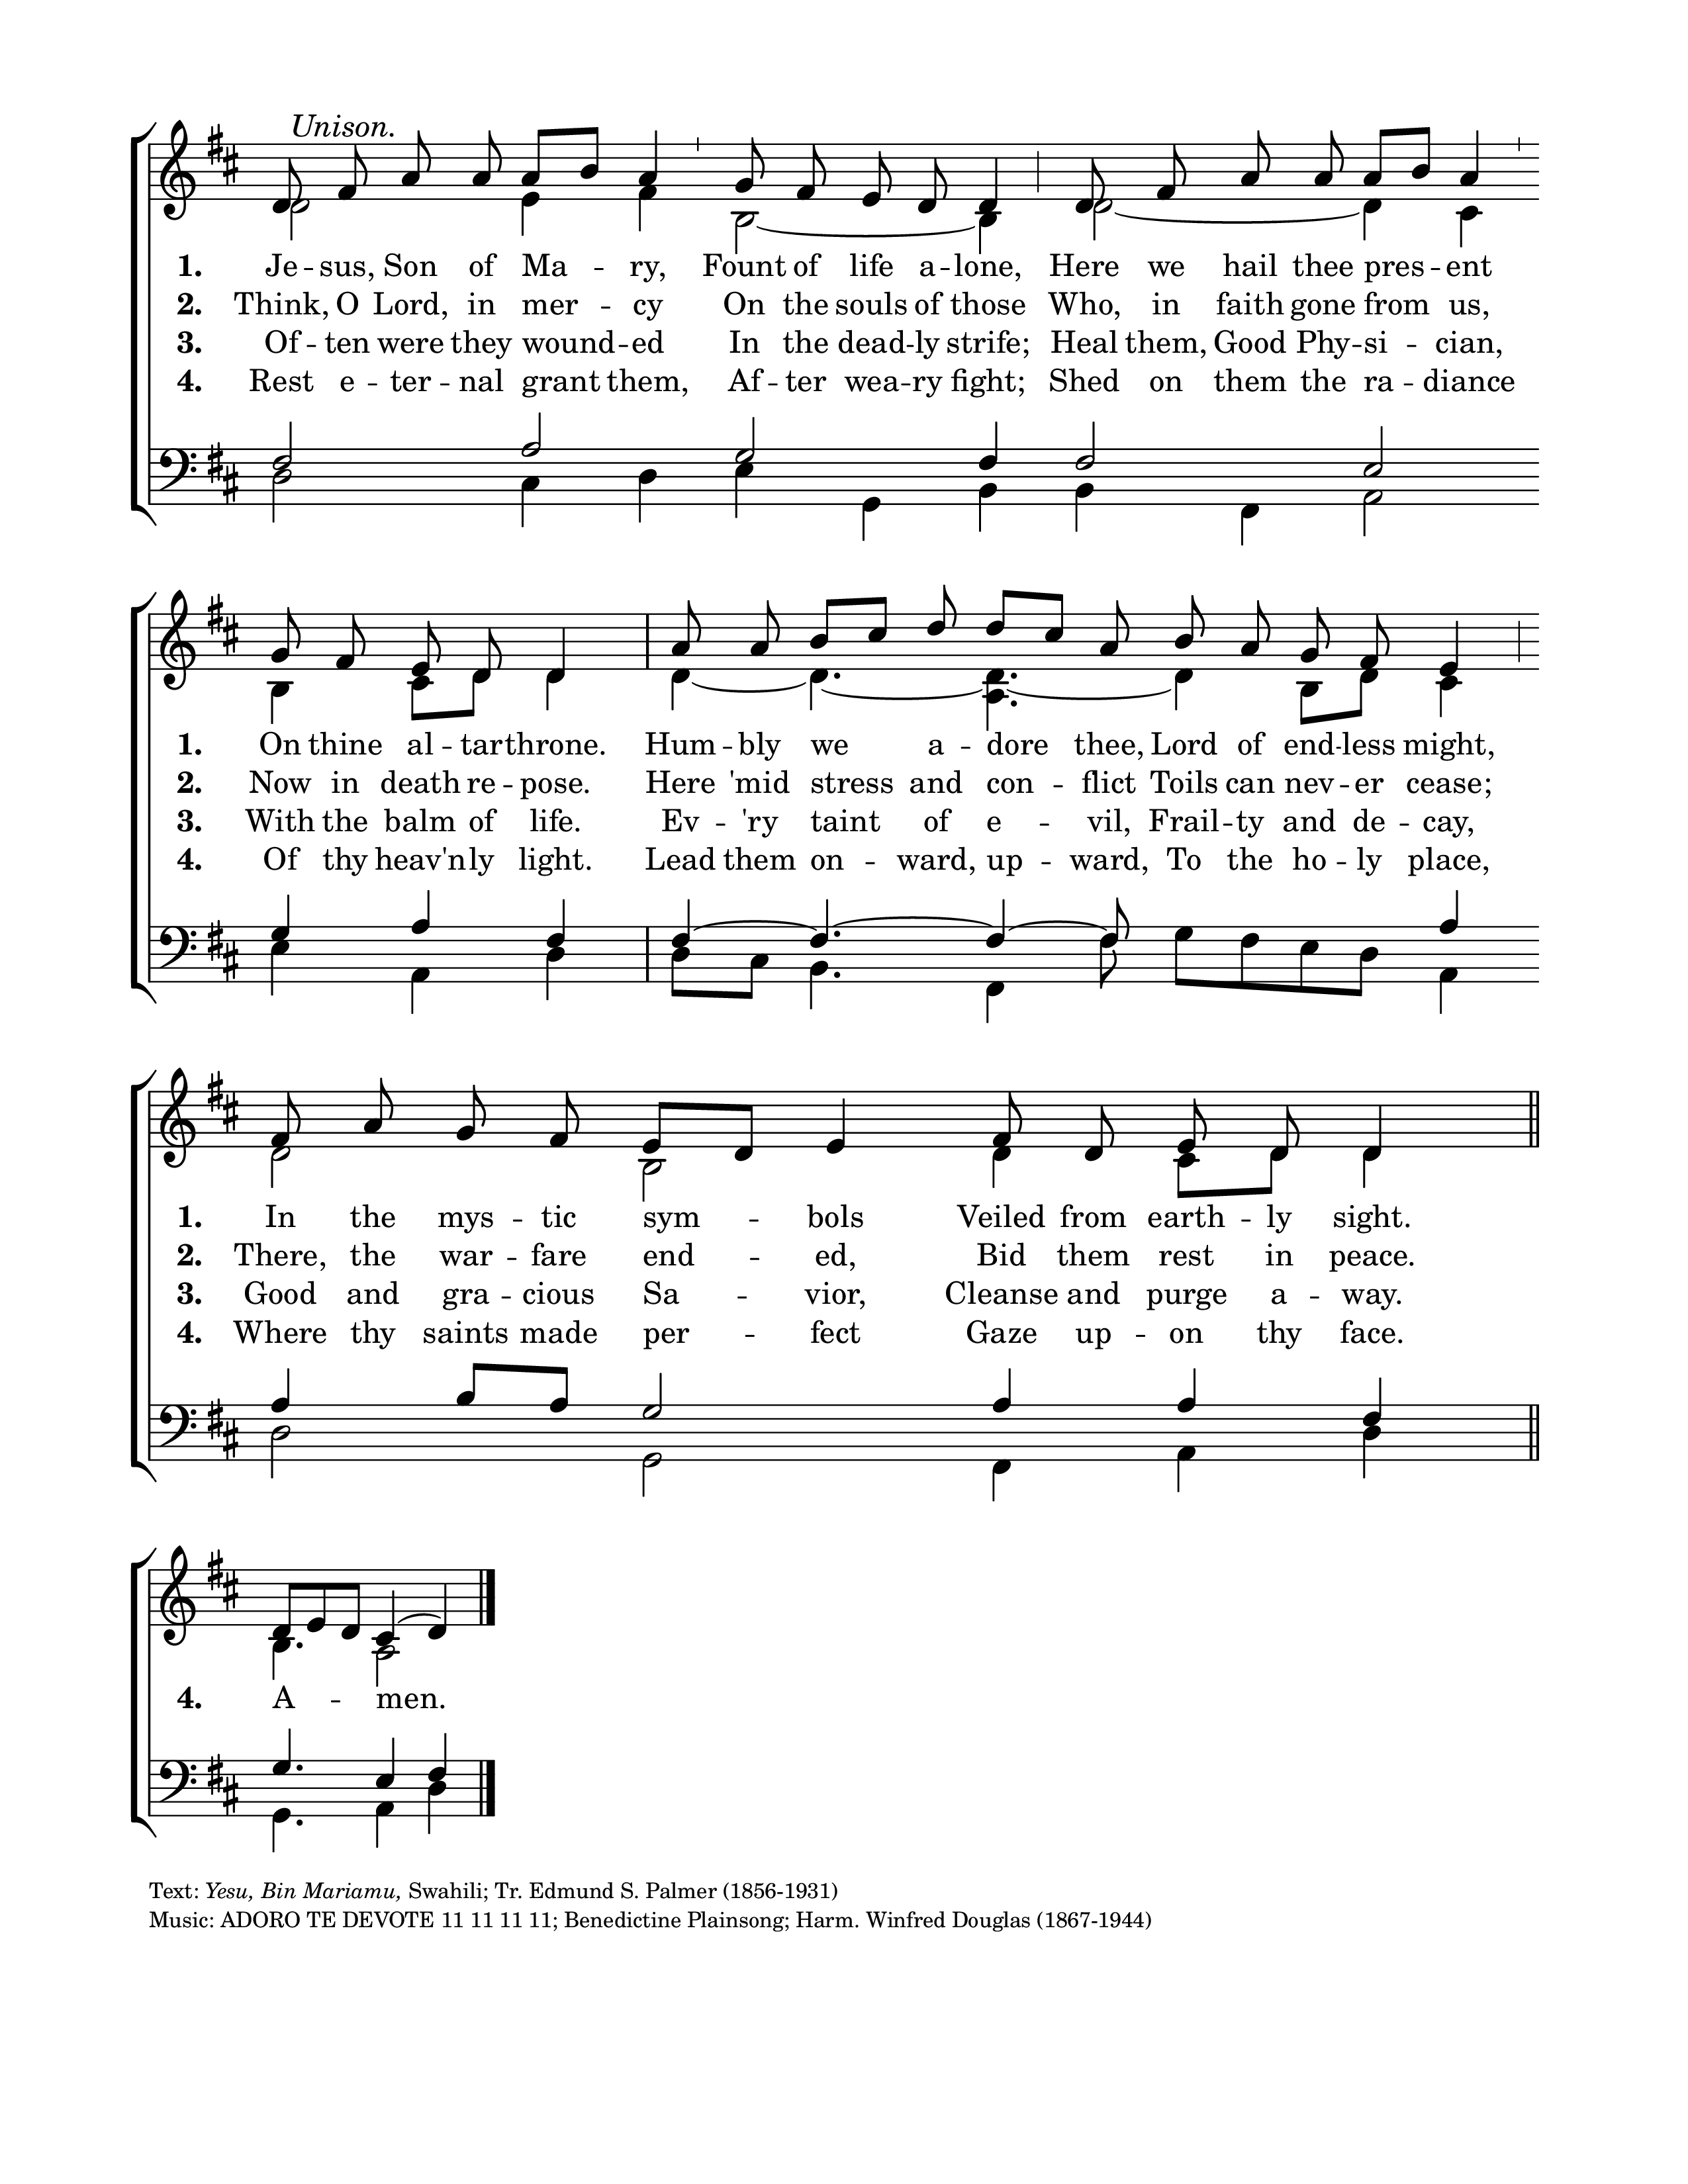 Unison.
1. Je -- sus, Son of Ma -- ry, Fount of life a -- lone, Here we hail thee pres -- ent
2. Think, O Lord, in mer -- cy On the souls of those Who, in faith gone from us,
3. Of -- ten were they wound -- ed In the dead -- ly strife; Heal them, Good Phy -- si -- cian,
4. Rest e -- ter -- nal grant them, Af -- ter wea -- ry fight; Shed on them the ra -- diance
1. On thine al -- tar throne. Hum -- bly we a -- dore thee, Lord of end -- less might,
2. Now in death re -- pose. Here 'mid stress and con -- flict Toils can nev -- er cease;
3. With the balm of life. Ev -- 'ry taint of e -- vil, Frail -- ty and de -- cay,
4. Of thy heav'n -- ly light. Lead them on -- ward, up -- ward, To the ho -- ly place,
1. In the mys -- tic sym -- bols Veiled from earth -- ly sight.
2. There, the war -- fare end -- ed, Bid them rest in peace.
3. Good and gra -- cious Sa -- vior, Cleanse and purge a -- way.
4. Where thy saints made per -- fect Gaze up -- on thy face.
4. A -- men.
Text: Yesu, Bin Mariamu, Swahili; Tr. Edmund S. Palmer (1856-1931)
Music: ADORO TE DEVOTE 11 11 11 11; Benedictine Plainsong; Harm. Winfred Douglas (1867-1944)